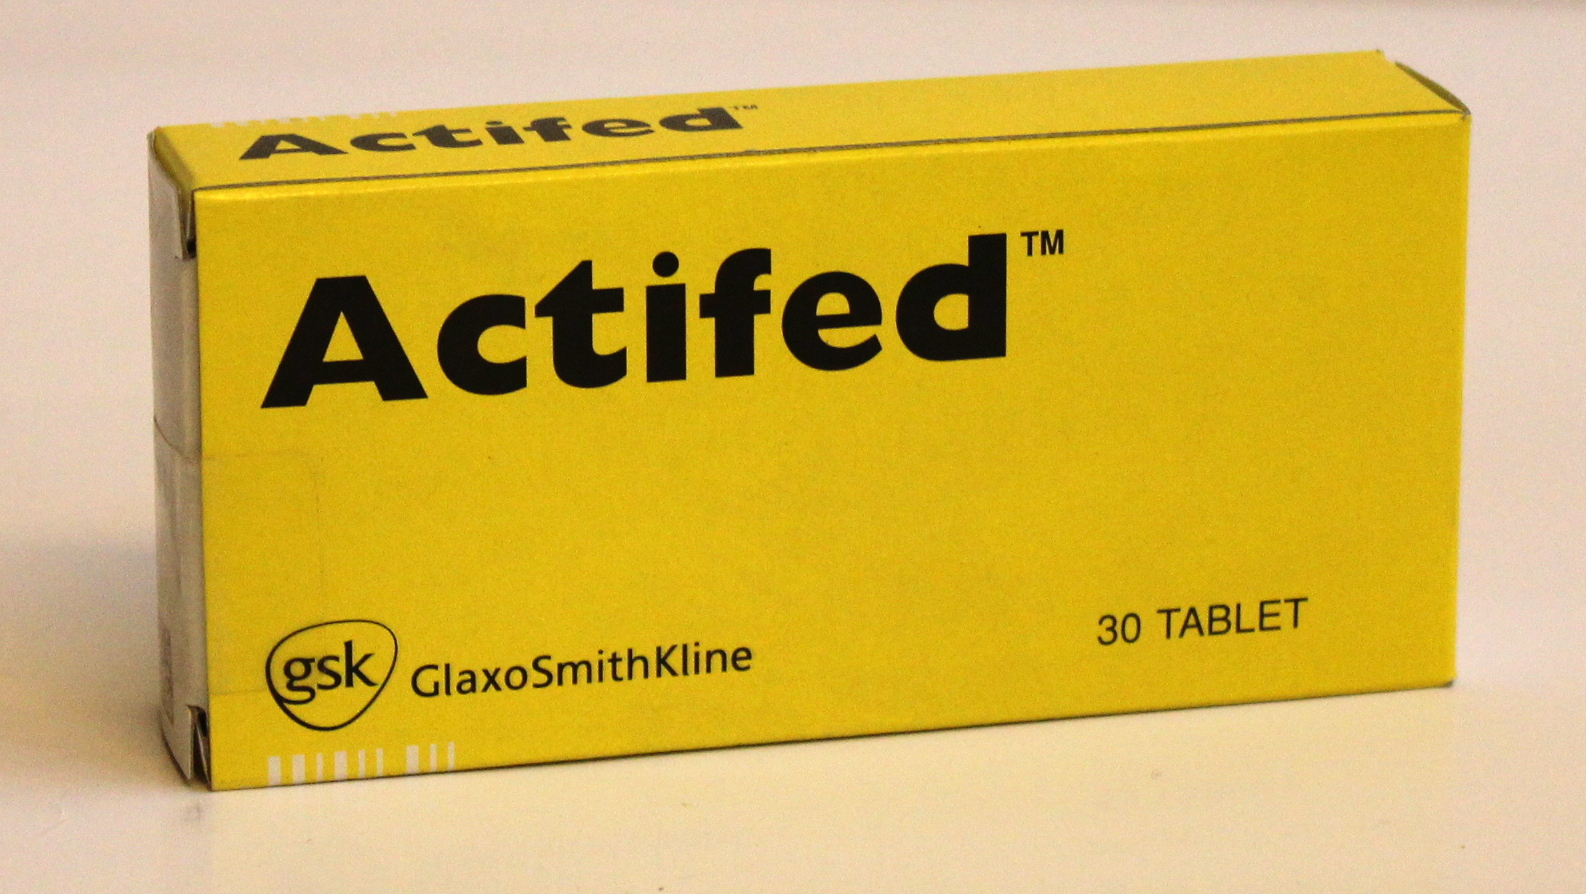 Actifed™
Actifed™
gsk GlaxoSmithKline
30 TABLET